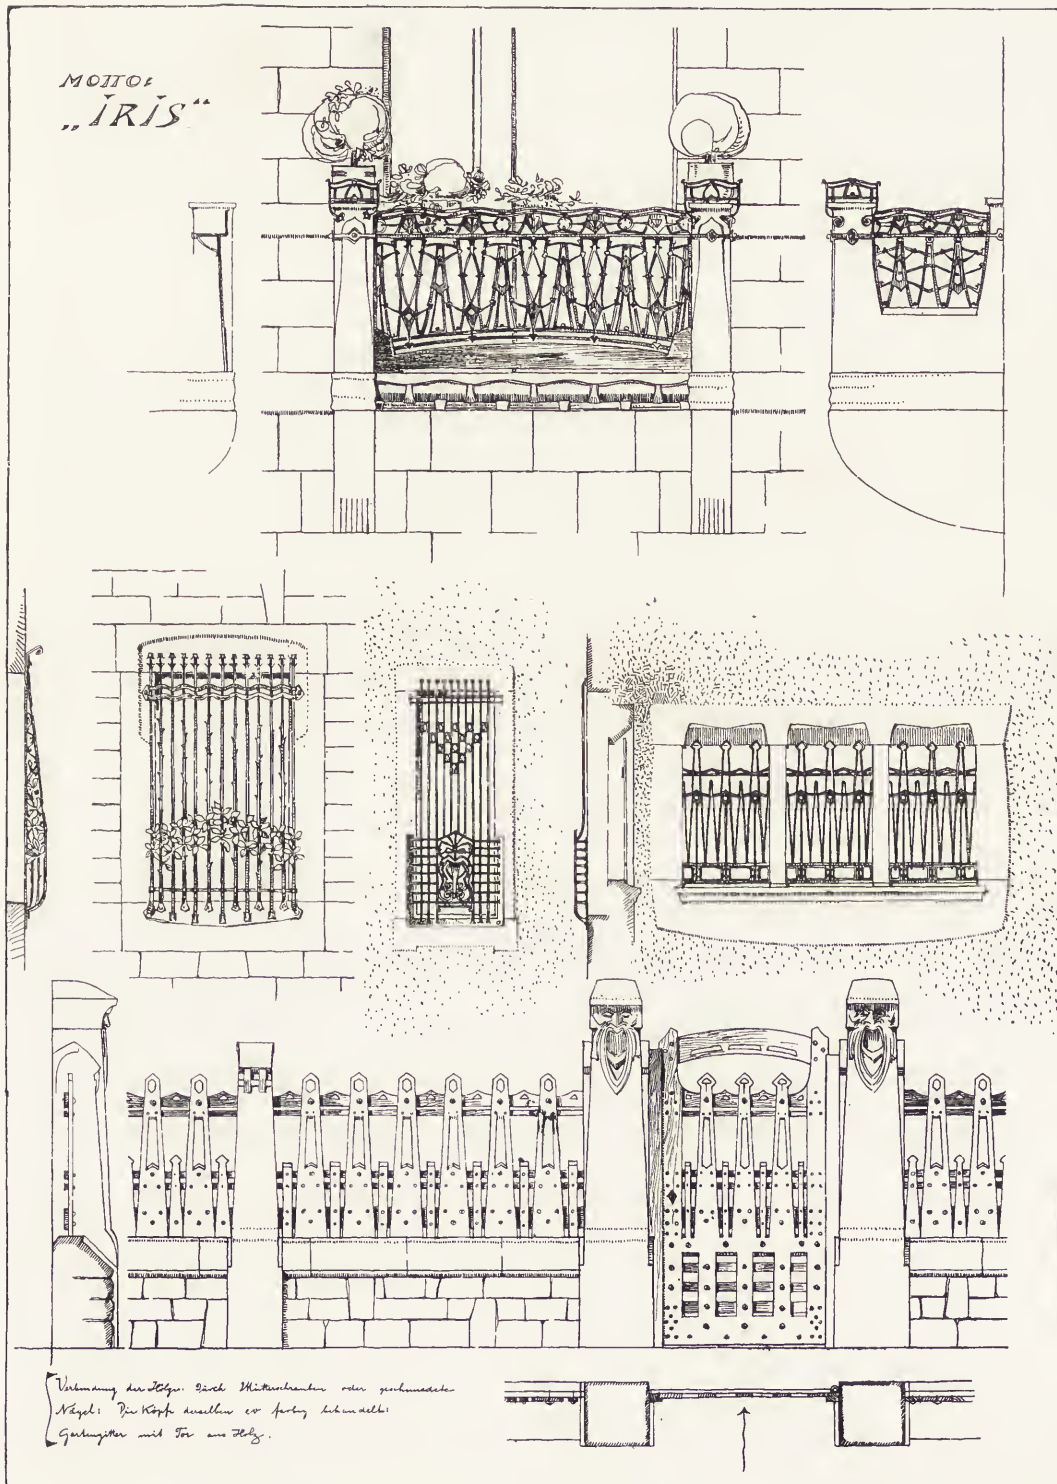 MOTTO:
„IRIS“
Verbindung der Hölzer durch Mutterschrauben oder geschmiedete
Nägel: Die Köpfe derselben ev farbig behandelt:
Gartengitter mit Tor aus Holz.